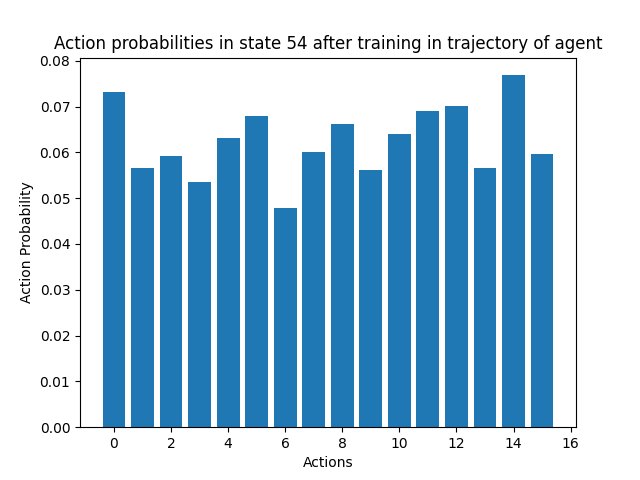 Action probabilities in state 54 after training in trajectory of agent
0.08
0.07
0.06
0.05
0.04
0.03
0.02
0.01
0.00
Action Probability
0 2 4 6 8 10 12 14 16
Actions